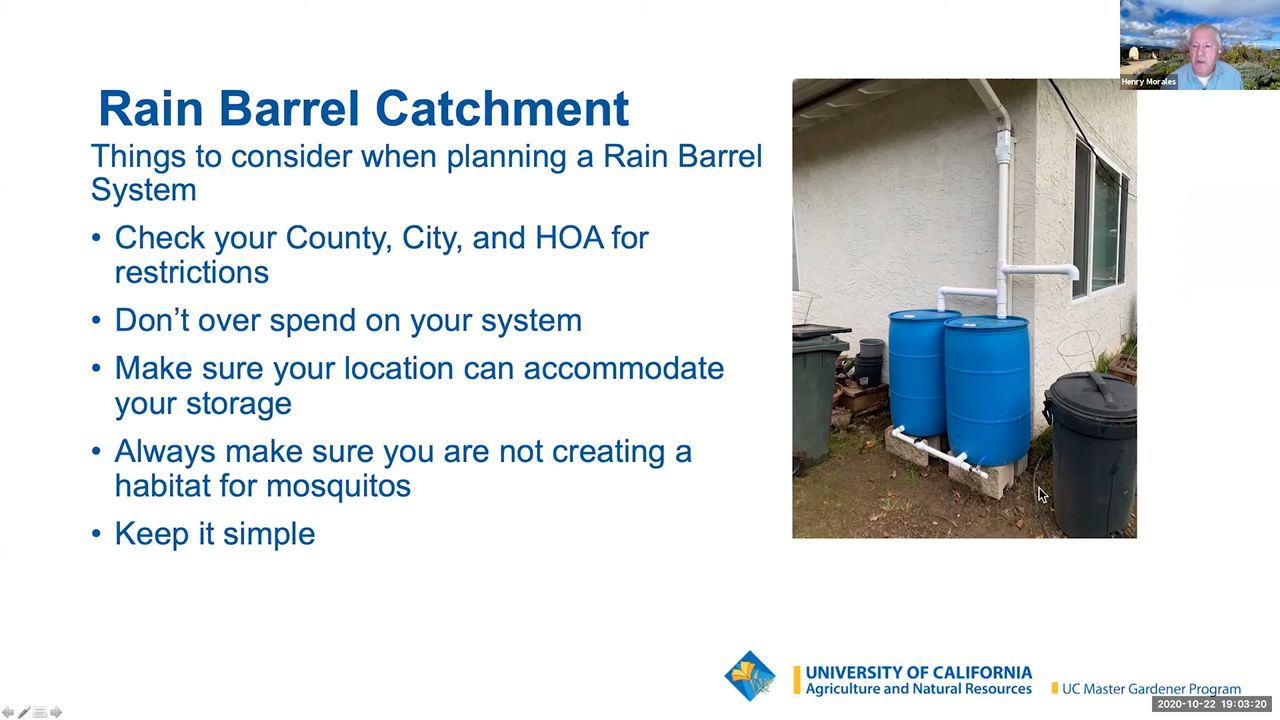 Henry Morales
Rain Barrel Catchment
Things to consider when planning a Rain Barrel
System
• Check your County, City, and HOA for
restrictions
• Don’t over spend on your system
• Make sure your location can accommodate
your storage
• Always make sure you are not creating a
habitat for mosquitos
• Keep it simple
UNIVERSITY OF CALIFORNIA
Agriculture and Natural Resources
UC Master Gardener Program
2020-10-22 19:03:20